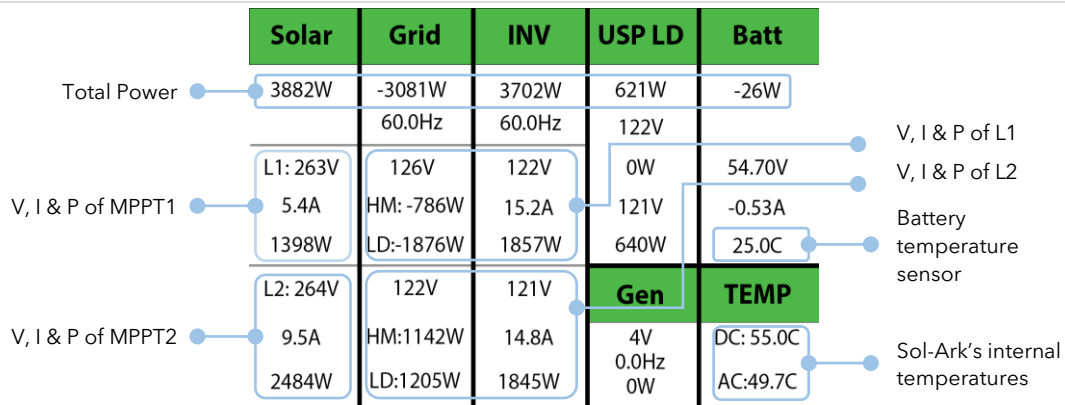 Solar Grid INV USP LD Batt
Total Power 3882W -3081W 3702W 621W -26W
60.0Hz 60.0Hz 122V
V, I & P of L1
L1: 263V 126V 122V 0W 54.70V
V, I & P of L2
V, I & P of MPPT1 5.4A HM: -786W 15.2A 121V -0.53A
Battery
temperature
sensor
1398W LD:-1876W 1857W 640W 25.0C
L2: 264V 122V 121V Gen TEMP
V, I & P of MPPT2 9.5A HM:1142W 14.8A 4V DC: 55.0C
0.0Hz
Sol-Ark's internal
temperatures
2484W LD:1205W 1845W 0W AC:49.7C